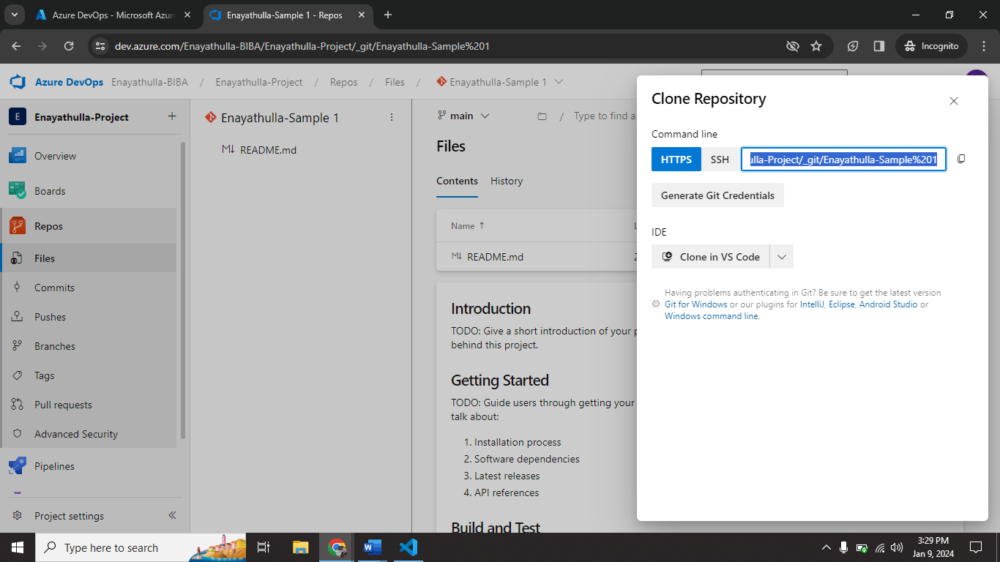 Azure DevOps - Microsoft Azure
Enayathulla-Sample 1 - Repos
dev.azure.com/Enayathulla-BIBA/Enayathulla-Project/_git/Enayathulla-Sample%201
Incognito
Azure DevOps Enayathulla-BIBA / Enayathulla-Project / Repos / Files / Enayathulla-Sample 1
E Enayathulla-Project +
Overview
Boards
Repos
Files
Commits
Pushes
Branches
Tags
Pull requests
Advanced Security
Pipelines
Project settings
Enayathulla-Sample 1
M↓ README.md
main / Type to find a
Files
Contents History
Name ↑
M↓ README.md
Introduction
TODO: Give a short introduction of your
behind this project.
Getting Started
TODO: Guide users through getting your
talk about:
1. Installation process
2. Software dependencies
3. Latest releases
4. API references
Build and Test
Clone Repository
Command line
HTTPS SSH ulla-Project/_git/Enayathulla-Sample%201
Generate Git Credentials
IDE
Clone in VS Code
Having problems authenticating in Git? Be sure to get the latest version
Git for Windows or our plugins for IntelliJ, Eclipse, Android Studio or
Windows command line.
Type here to search
3:29 PM
Jan 9, 2024